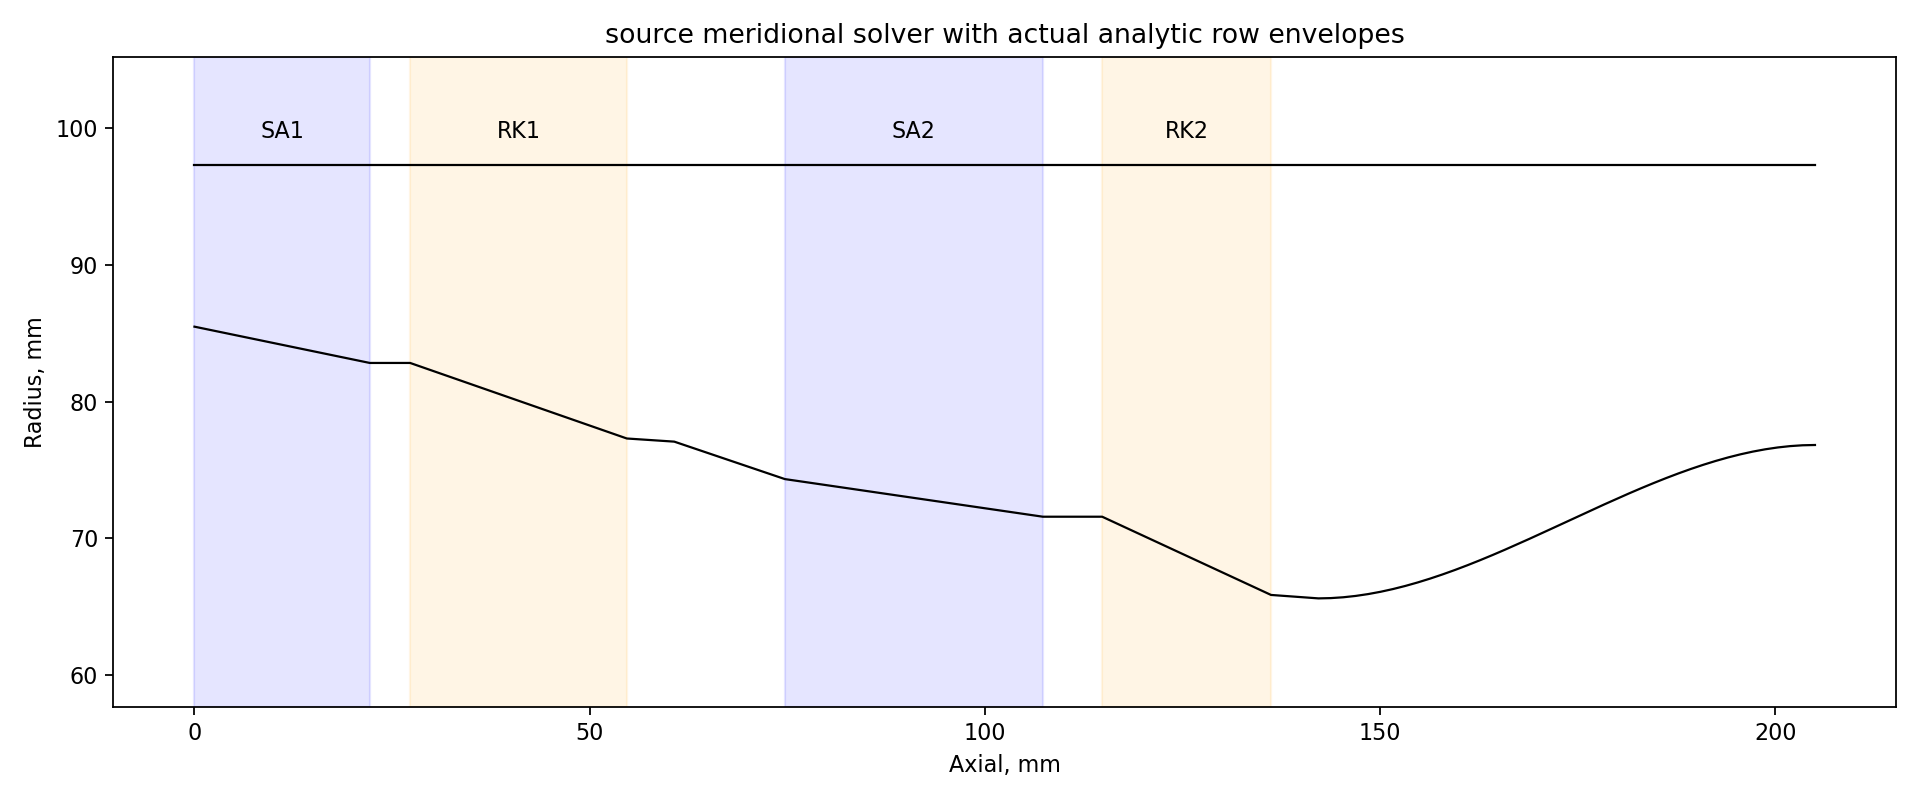 source meridional solver with actual analytic row envelopes
SA1
RK1
SA2
RK2
100
90
80
70
60
Radius, mm
0
50
100
150
200
Axial, mm